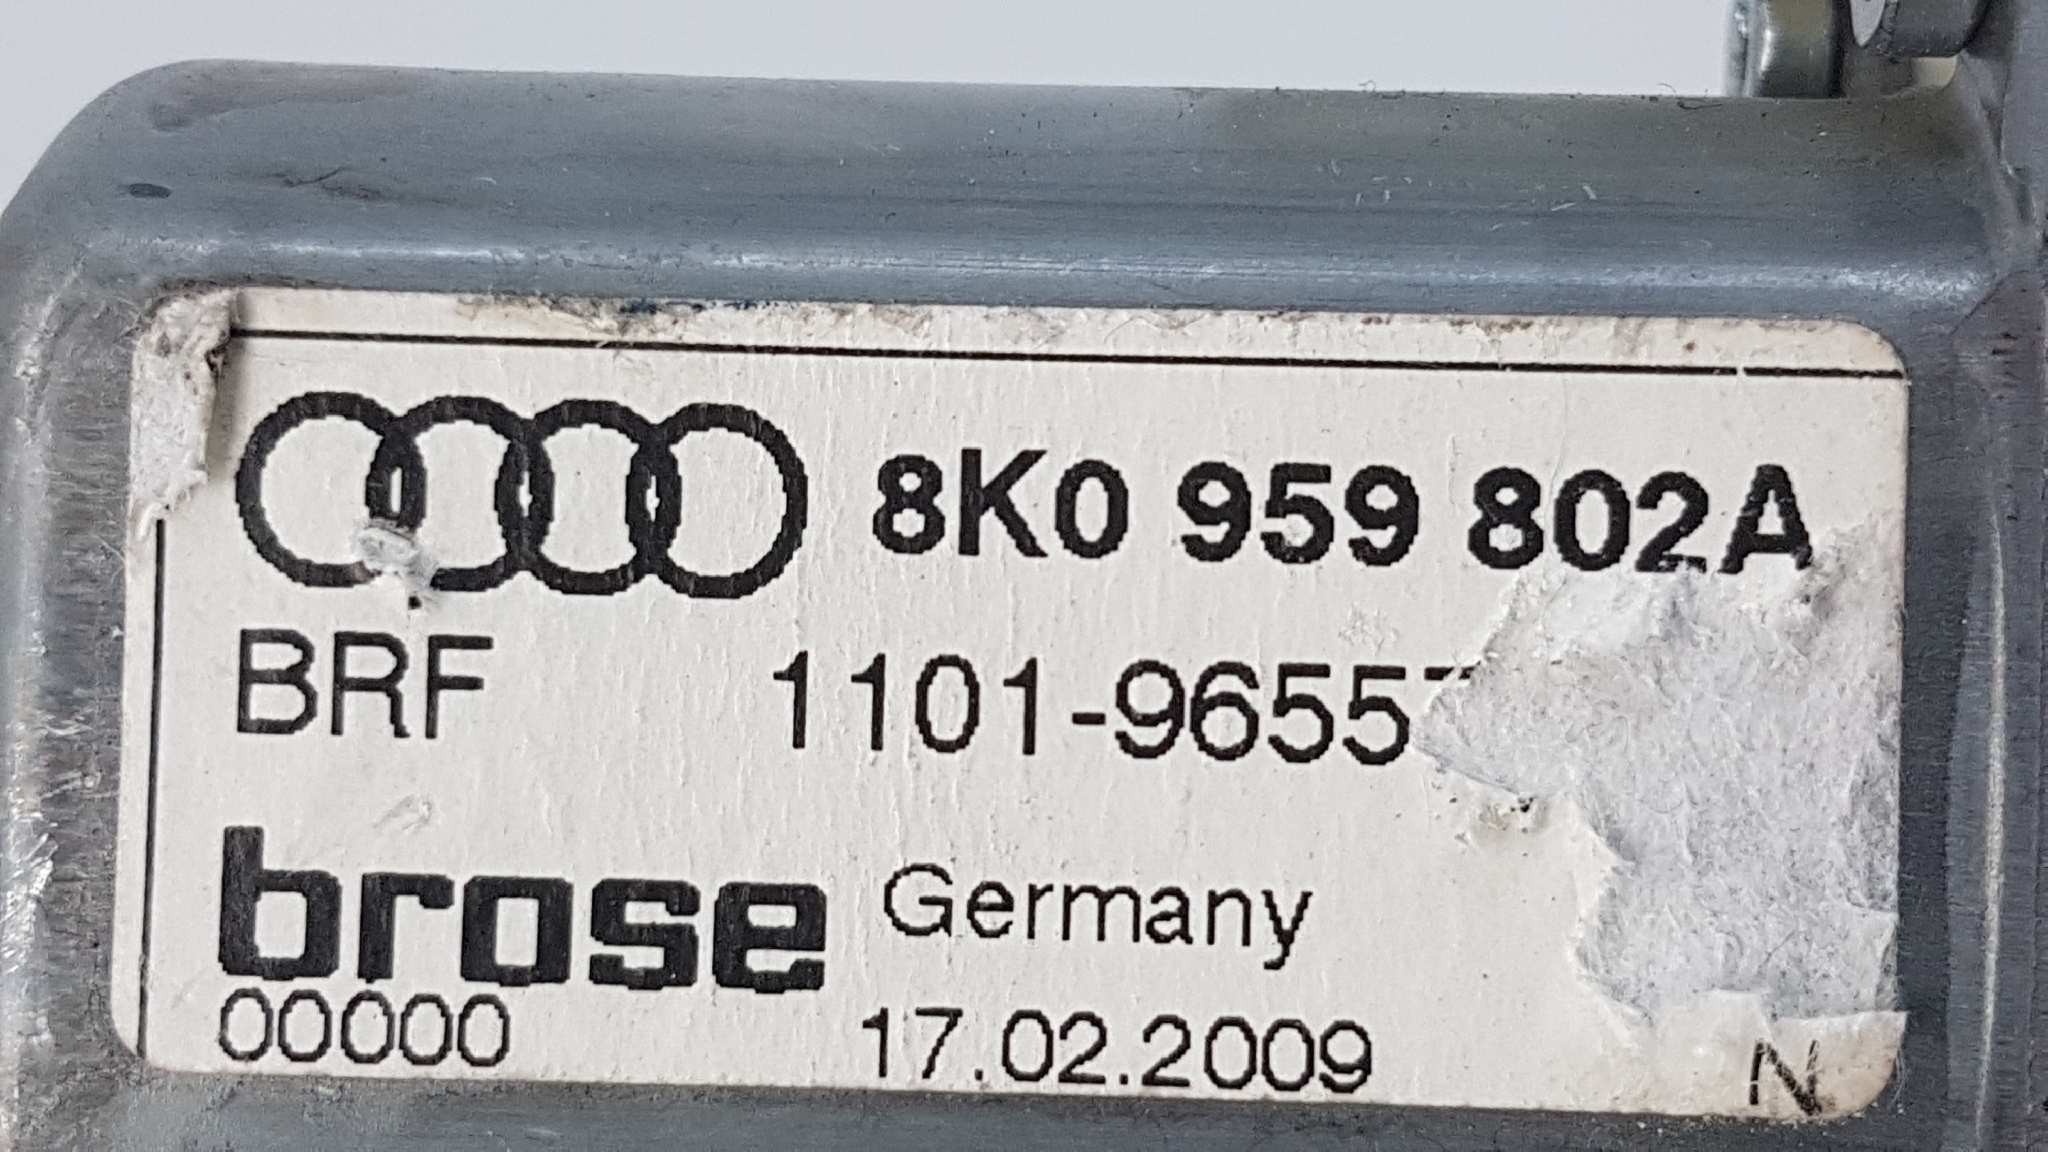 8K0 959 802A
BRF 1101-9655
brose Germany
00000 17.02.2009 N